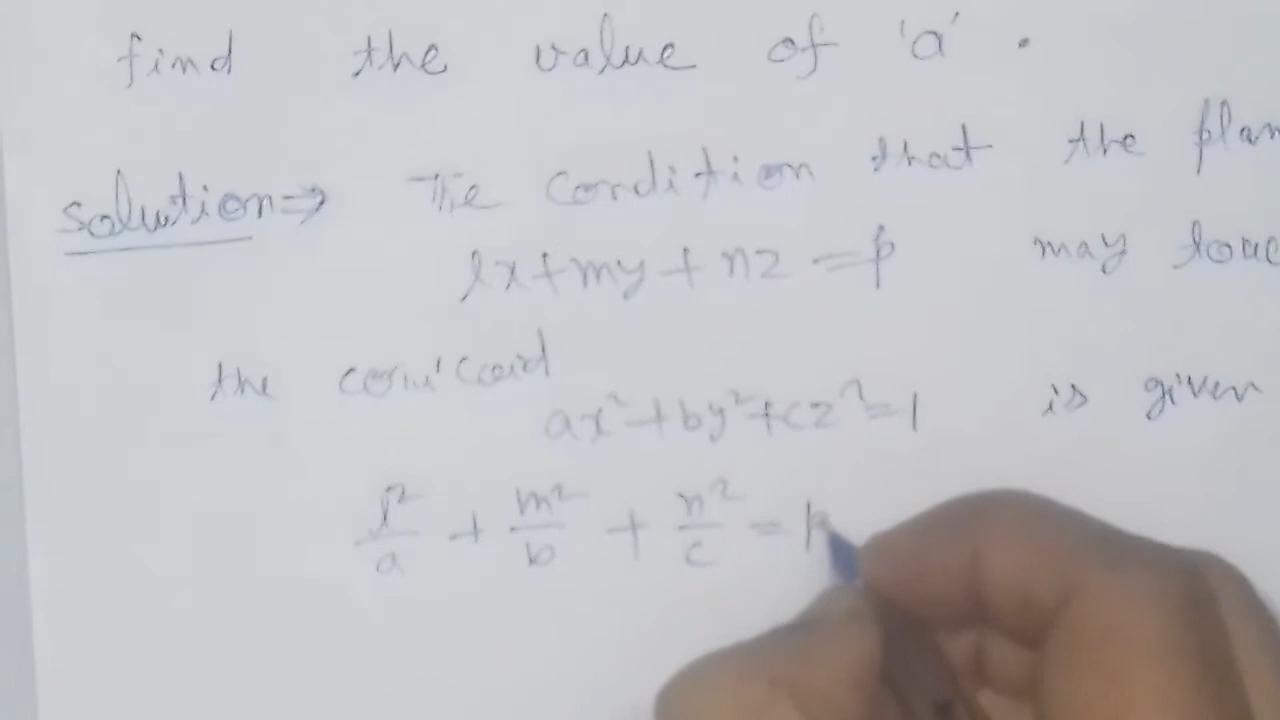 find the value of 'a' .
solution⇒ The condition that the plan
lx+my+nz=p may touc
the conicoid
ax²+by²+cz²=1 is given
l²/a + m²/b + n²/c = p